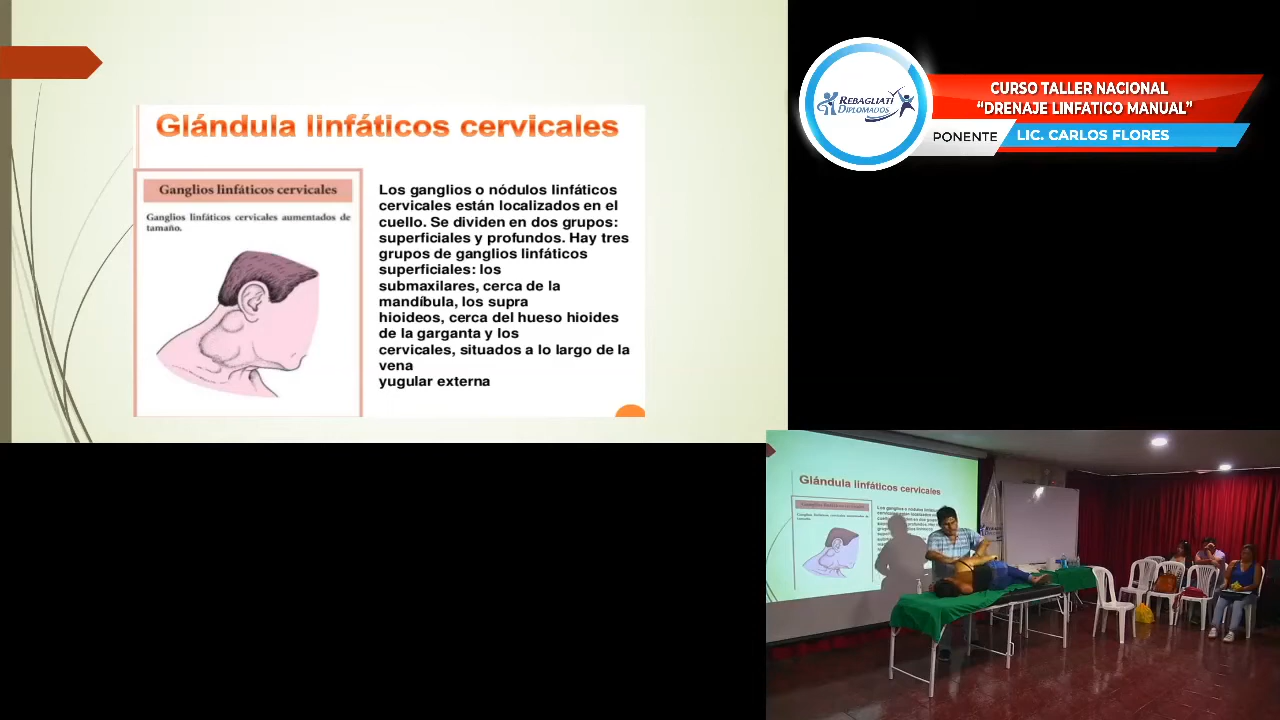 Glándula linfáticos cervicales
Ganglios linfáticos cervicales
Ganglios linfáticos cervicales aumentados de
tamaño.
Los ganglios o nódulos linfáticos
cervicales están localizados en el
cuello. Se dividen en dos grupos:
superficiales y profundos. Hay tres
grupos de ganglios linfáticos
superficiales: los
submaxilares, cerca de la
mandíbula, los supra
hioideos, cerca del hueso hioides
de la garganta y los
cervicales, situados a lo largo de la
vena
yugular externa
REBAGLIATI
DIPLOMADOS
CURSO TALLER NACIONAL
“DRENAJE LINFATICO MANUAL”
PONENTE
LIC. CARLOS FLORES
Glándula linfáticos cervicales
Ganglios linfáticos cervicales